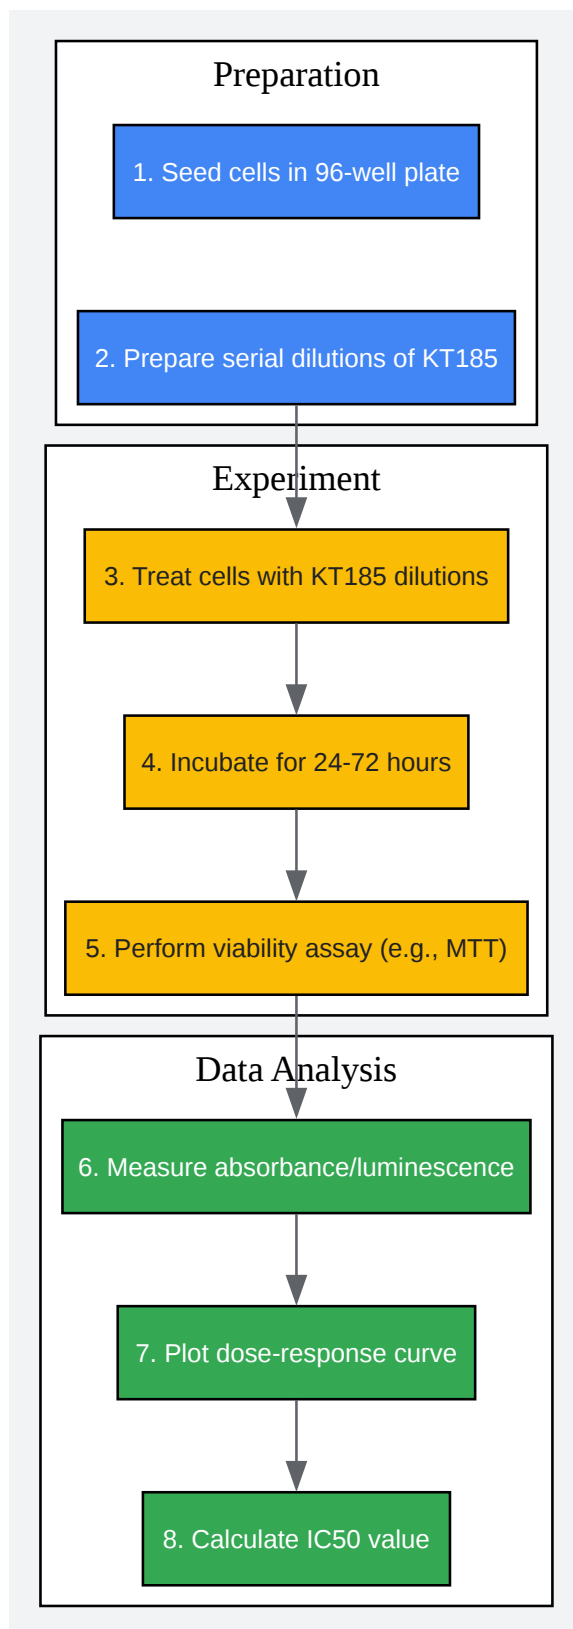 Preparation
1. Seed cells in 96-well plate
2. Prepare serial dilutions of KT185
Experiment
3. Treat cells with KT185 dilutions
4. Incubate for 24-72 hours
5. Perform viability assay (e.g., MTT)
Data Analysis
6. Measure absorbance/luminescence
7. Plot dose-response curve
8. Calculate IC50 value